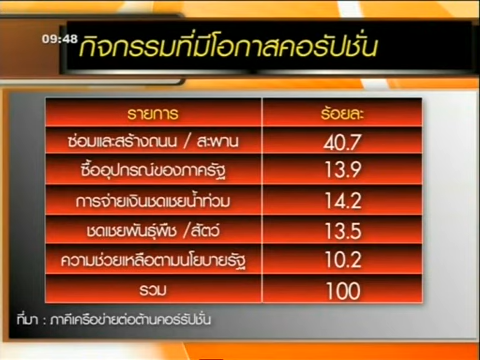 09:48
กิจกรรมที่มีโอกาสคอรัปชั่น
รายการ ร้อยละ
ซ่อมและสร้างถนน / สะพาน 40.7
ซื้ออุปกรณ์ของภาครัฐ 13.9
การจ่ายเงินชดเชยน้ำท่วม 14.2
ชดเชยพันธุ์พืช /สัตว์ 13.5
ความช่วยเหลือตามนโยบายรัฐ 10.2
รวม 100
ที่มา : ภาคีเครือข่ายต่อต้านคอร์รัปชั่น